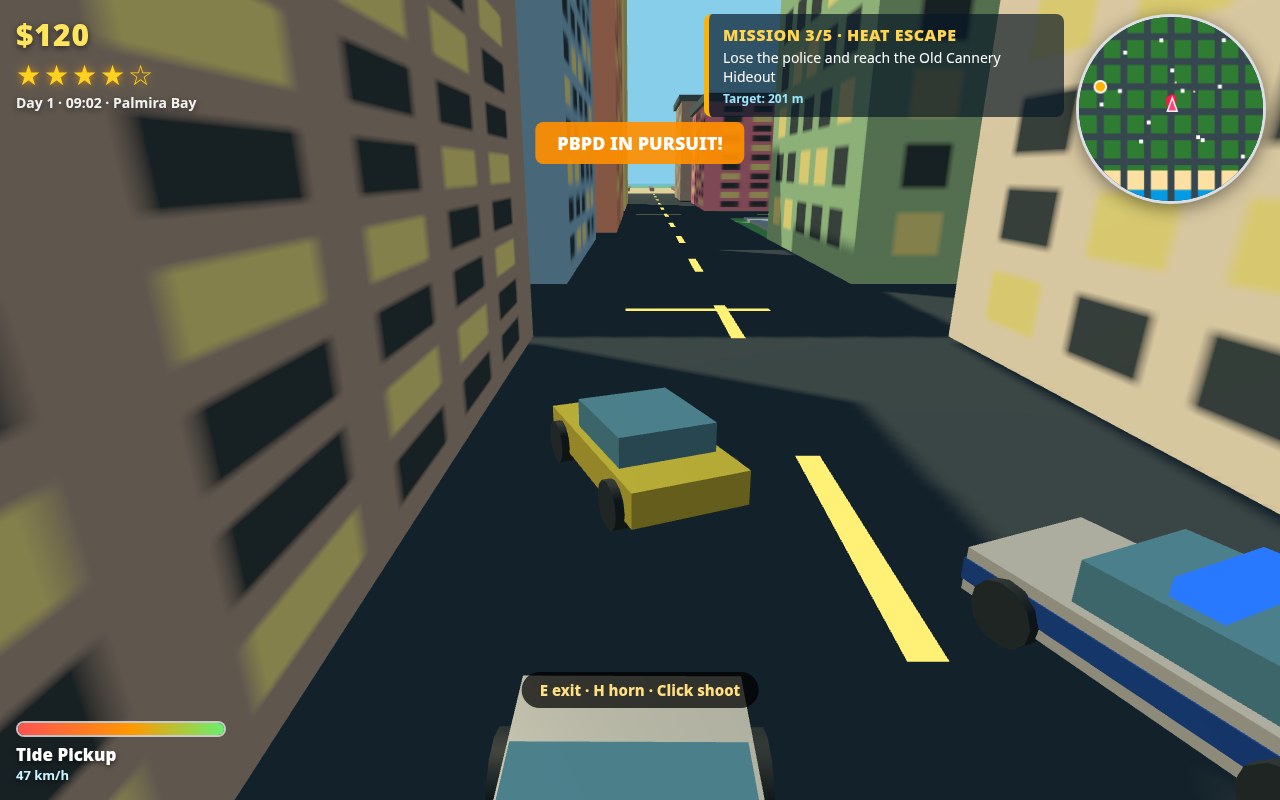 $120
★★★★☆
Day 1 · 09:02 · Palmira Bay
MISSION 3/5 · HEAT ESCAPE
Lose the police and reach the Old Cannery
Hideout
Target: 201 m
PBPD IN PURSUIT!
E exit · H horn · Click shoot
Tide Pickup
47 km/h